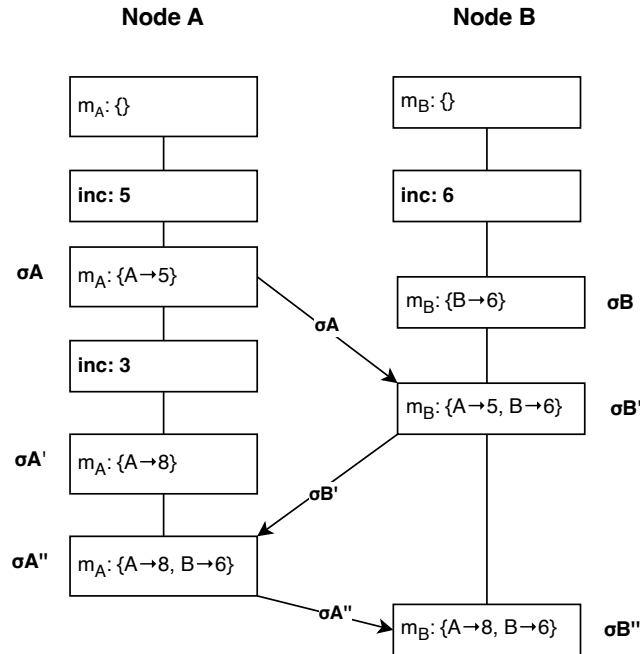 Node A
Node B
mA: {}
mB: {}
inc: 5
inc: 6
σA
mA: {A→5}
mB: {B→6}
σB
σA
inc: 3
mB: {A→5, B→6}
σB'
σA'
mA: {A→8}
σB'
σA"
mA: {A→8, B→6}
σA"
mB: {A→8, B→6}
σB"